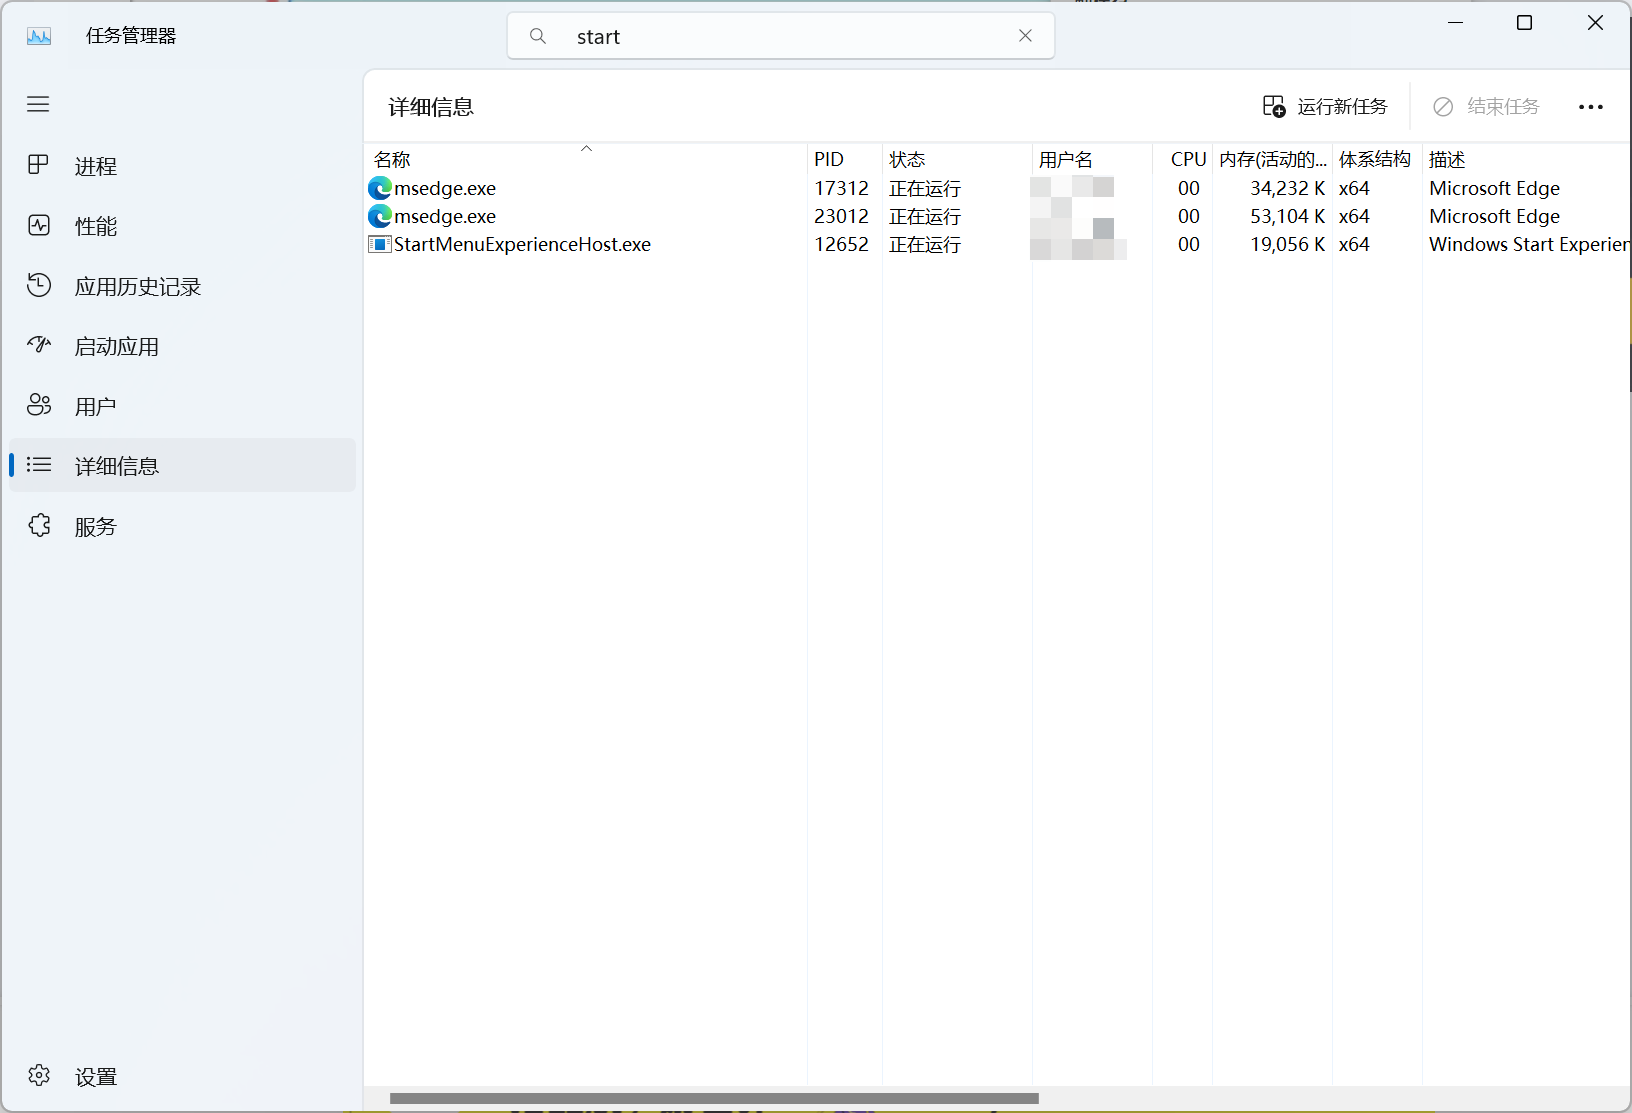 任务管理器
start
进程
性能
应用历史记录
启动应用
用户
详细信息
服务
设置
详细信息
运行新任务
结束任务
名称 PID 状态 用户名 CPU 内存(活动的... 体系结构 描述
msedge.exe 17312 正在运行 00 34,232 K x64 Microsoft Edge
msedge.exe 23012 正在运行 00 53,104 K x64 Microsoft Edge
StartMenuExperienceHost.exe 12652 正在运行 00 19,056 K x64 Windows Start Experien